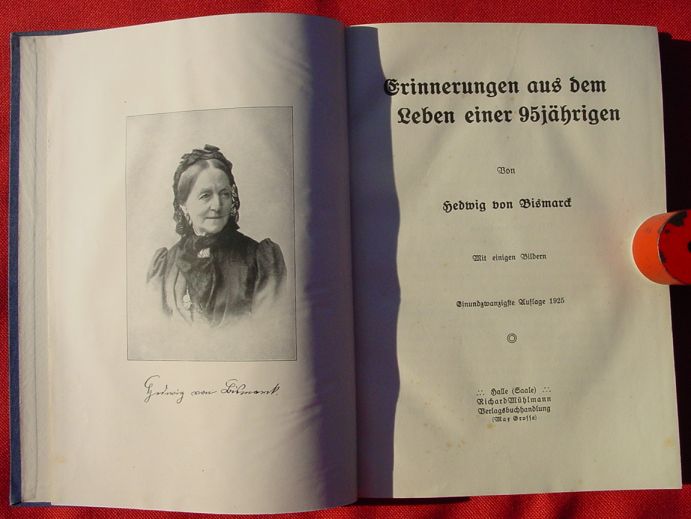 Hedwig von Bismarck
Erinnerungen aus dem
Leben einer 95jährigen
Von
Hedwig von Bismarck
Mit einigen Bildern
Einundzwanzigste Auflage 1925
Halle (Saale)
Richard Mühlmann
Verlagsbuchhandlung
(Max Grosse)